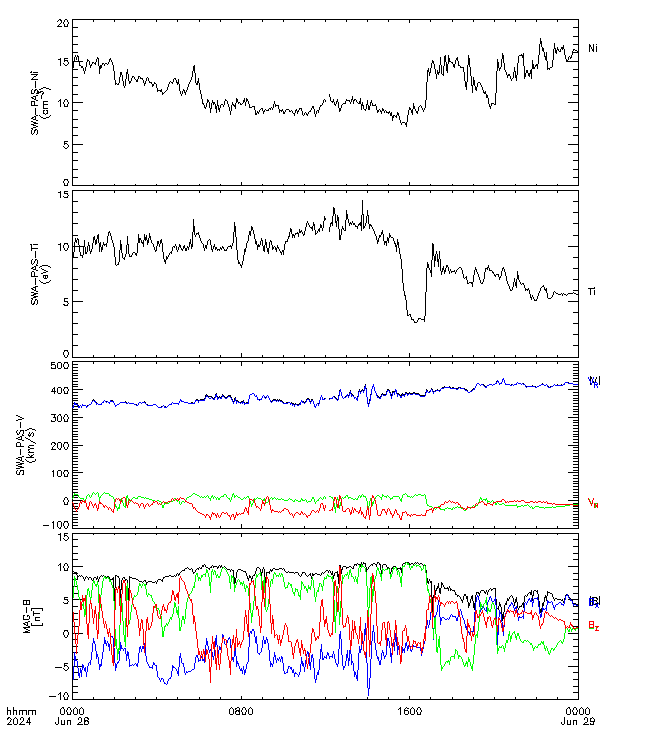 20
15
10
5
0
SWA-PAS-Ni
(cm⁻³)
Ni
15
10
5
0
SWA-PAS-Ti
(eV)
Ti
500
400
300
200
100
0
-100
SWA-PAS-V
(km/s)
|V|
V_N
15
10
5
0
-5
-10
MAG-B
[nT]
|B|
B_Z
hhmm
2024
0000
0800
1600
0000
Jun 28
Jun 29